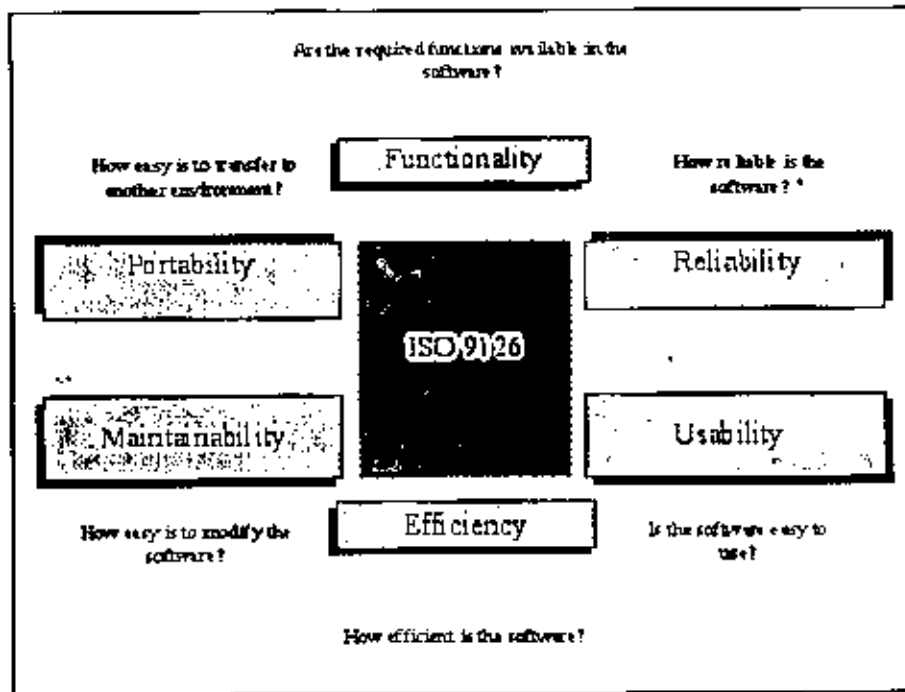 Are the required functions available in the
software?
Functionality
How easy is to transfer to
another environment?
How reliable is the
software?
Portability
Reliability
ISO 9126
Maintainability
Usability
Efficiency
How easy is to modify the
software?
Is the software easy to
use?
How efficient is the software?